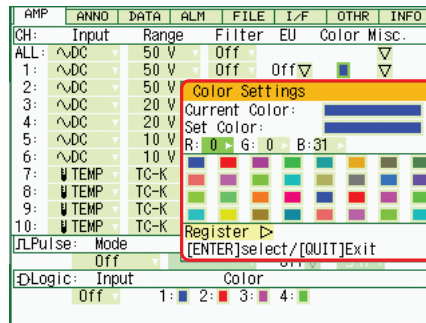 AMP ANNO DATA ALM FILE I/F OTHR INFO
CH: Input Range Filter EU Color Misc.
ALL: DC 50 V Off
1: DC 50 V Off Off
2: DC 50 V
3: DC 20 V
4: DC 20 V
5: DC 10 V
6: DC 10 V
7: TEMP TC-K
8: TEMP TC-K
9: TEMP TC-K
10: TEMP TC-K
Color Settings
Current Color:
Set Color:
R: 0 G: 0 B:31
Register
[ENTER]select/[QUIT]Exit
Pulse: Mode
Off
Logic: Input Color
Off 1: 2: 3: 4: